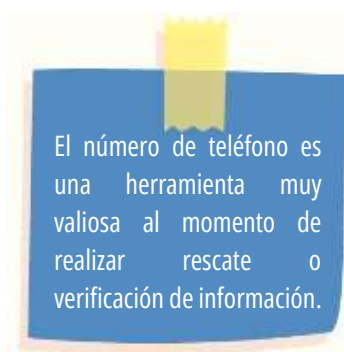 El número de teléfono es
una herramienta muy
valiosa al momento de
realizar rescate o
verificación de información.